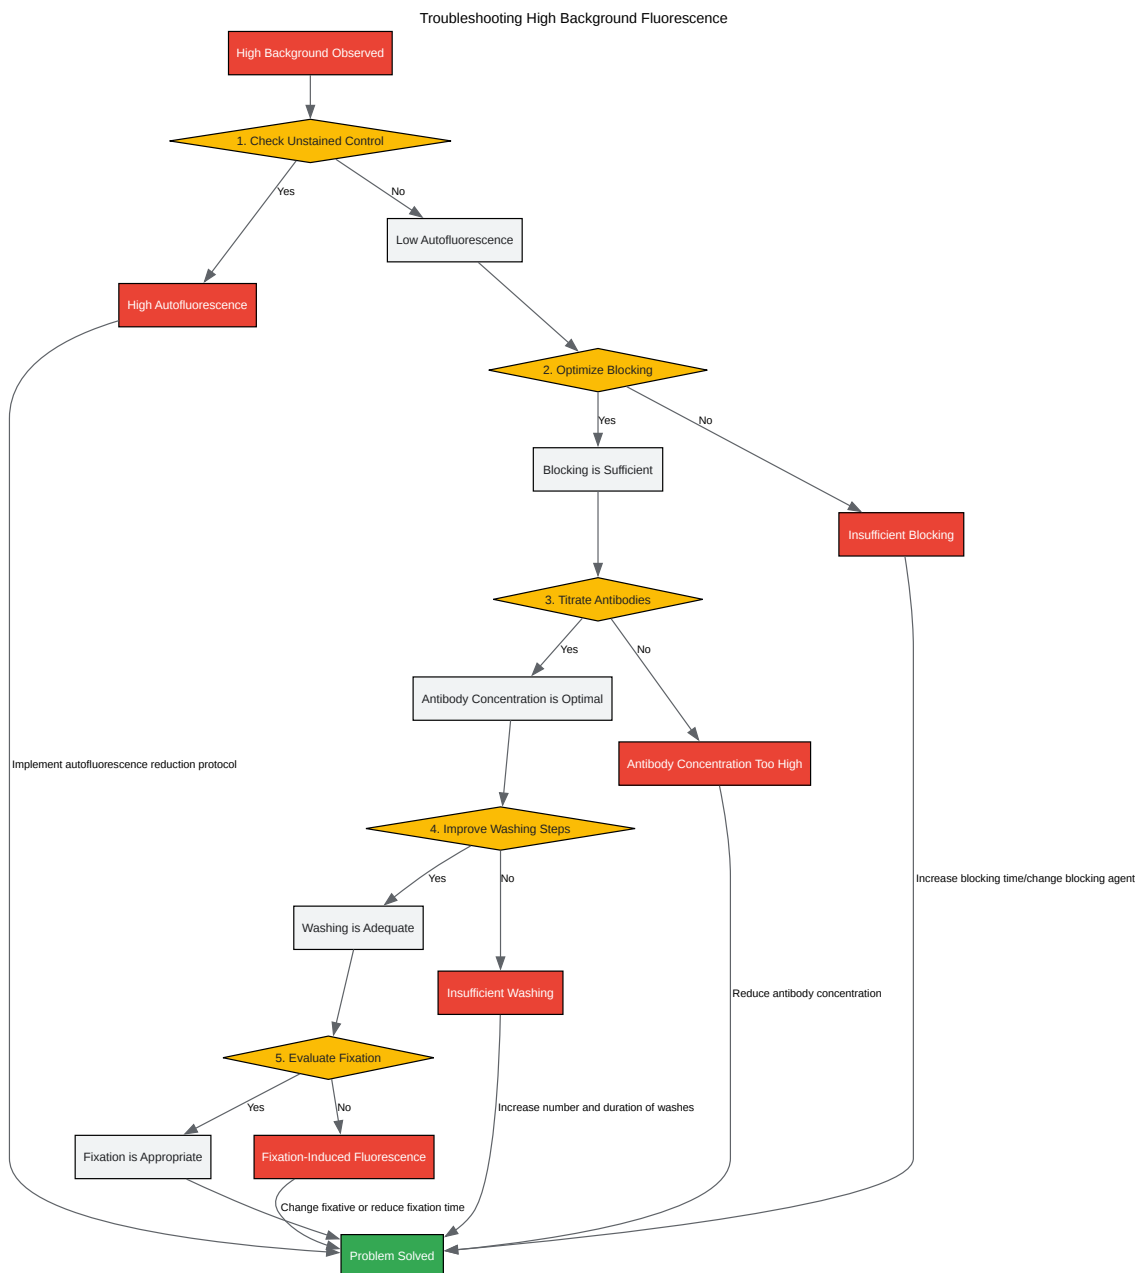 Troubleshooting High Background Fluorescence
High Background Observed
1. Check Unstained Control
Yes
No
Low Autofluorescence
High Autofluorescence
2. Optimize Blocking
Yes
No
Blocking is Sufficient
Insufficient Blocking
3. Titrate Antibodies
Yes
No
Antibody Concentration is Optimal
Antibody Concentration Too High
Implement autofluorescence reduction protocol
4. Improve Washing Steps
Yes
No
Increase blocking time/change blocking agent
Washing is Adequate
Insufficient Washing
Reduce antibody concentration
5. Evaluate Fixation
Yes
No
Increase number and duration of washes
Fixation is Appropriate
Fixation-Induced Fluorescence
Change fixative or reduce fixation time
Problem Solved